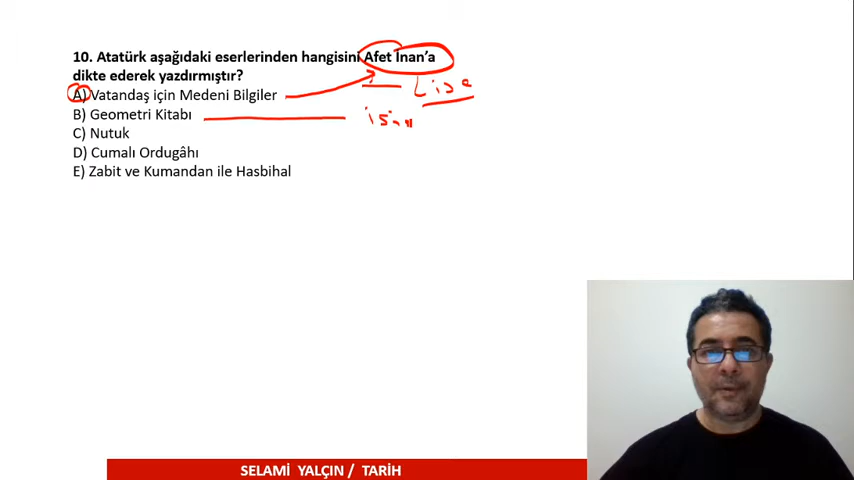 10. Atatürk aşağıdaki eserlerinden hangisini Afet İnan’a
dikte ederek yazdırmıştır?
A) Vatandaş için Medeni Bilgiler
Lise
B) Geometri Kitabı
C) Nutuk
D) Cumalı Ordugâhı
E) Zabit ve Kumandan ile Hasbihal
SELAMİ YALÇIN / TARİH